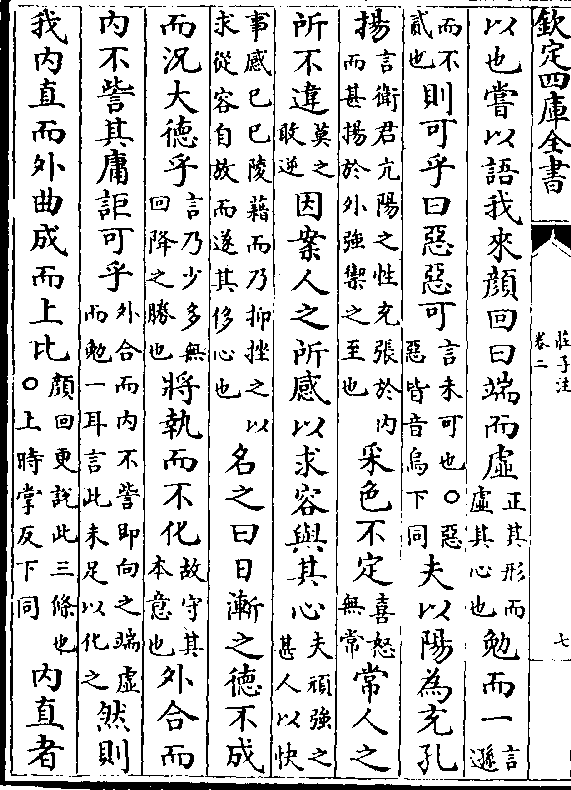 欽定四庫全書
莊子注
卷二
七
以也嘗以語我來顔回曰端而虛正其形而虛其心也勉而一言遜
而不貳也則可乎曰惡惡可言未可也○惡惡皆音烏下同夫以陽為充孔
揚言衛君亢陽之性充張於内而甚揚於外強禦之至也采色不定喜怒無常常人之
所不違莫之敢逆因案人之所感以求容與其心夫頑強之甚人以快
事感已已陵藉而乃抑挫之以求從容自故而遂其侈心也名之曰日漸之德不成
而況大德乎言乃少多無回降之勝也將執而不化故守其本意也外合而
内不訾其庸詎可乎外合而内不訾即向之端虛而勉一耳言此未足以化之然則
我内直而外曲成而上比顔回更説此三條也○上時掌反下同内直者